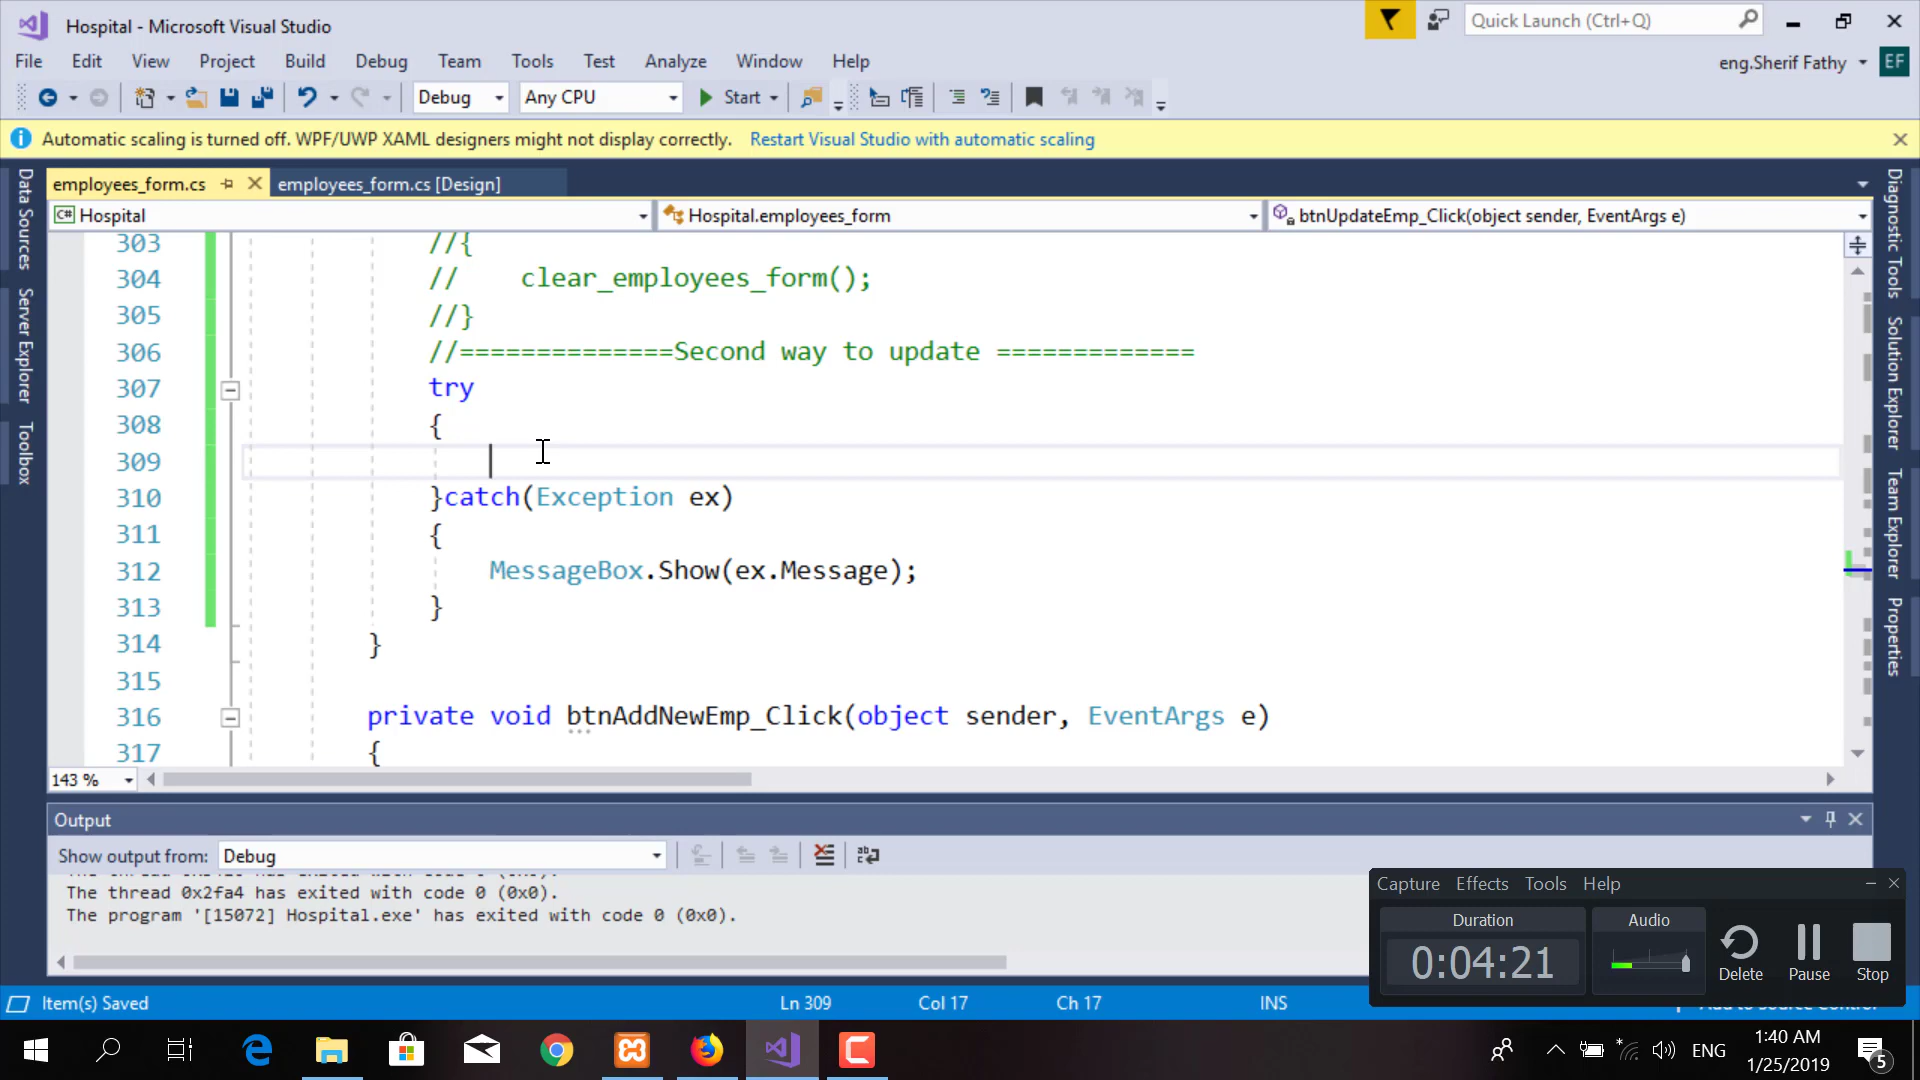 Hospital - Microsoft Visual Studio
Quick Launch (Ctrl+Q)
File Edit View Project Build Debug Team Tools Test Analyze Window Help
eng.Sherif Fathy EF
Debug Any CPU Start
Automatic scaling is turned off. WPF/UWP XAML designers might not display correctly. Restart Visual Studio with automatic scaling
employees_form.cs employees_form.cs [Design]
C# Hospital Hospital.employees_form btnUpdateEmp_Click(object sender, EventArgs e)
Data Sources
Server Explorer
Toolbox
303 //{
304 // clear_employees_form();
305 //}
306 //==============Second way to update =============
307 try
308 {
309
310 }catch(Exception ex)
311 {
312 MessageBox.Show(ex.Message);
313 }
314 }
315
316 private void btnAddNewEmp_Click(object sender, EventArgs e)
317 {
143 %
Diagnostic Tools
Solution Explorer
Team Explorer
Properties
Output
Show output from: Debug
The thread 0x2fa4 has exited with code 0 (0x0).
The program '[15072] Hospital.exe' has exited with code 0 (0x0).
Capture Effects Tools Help
Duration Audio
0:04:21
Delete Pause Stop
Item(s) Saved Ln 309 Col 17 Ch 17 INS
ENG
1:40 AM
1/25/2019
5